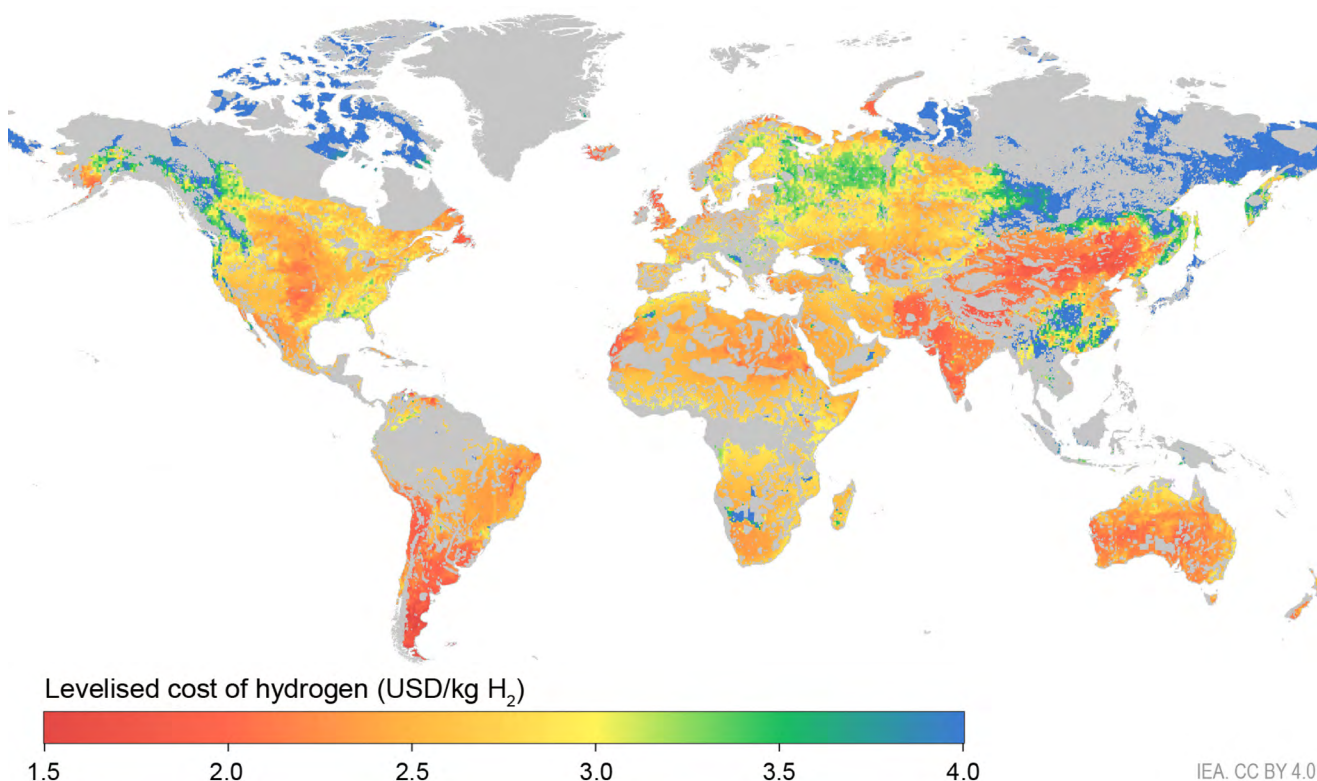 Levelised cost of hydrogen (USD/kg H₂)
1.5 2.0 2.5 3.0 3.5 4.0
IEA. CC BY 4.0